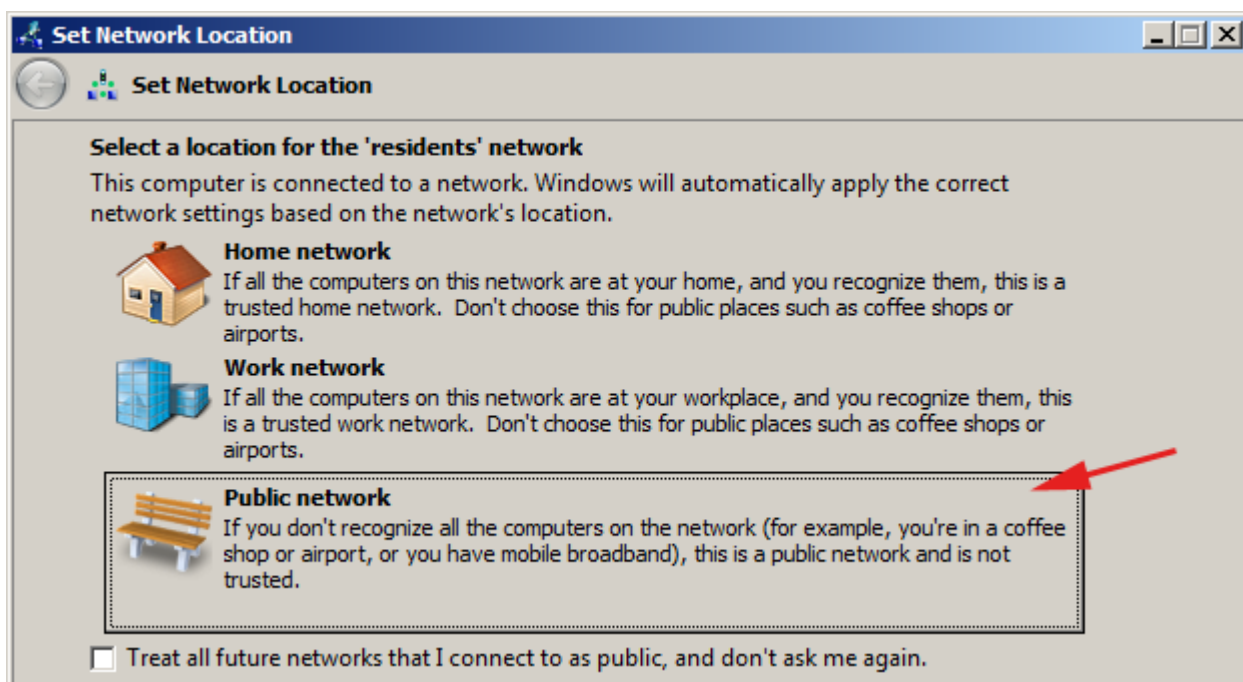 Set Network Location
Set Network Location
Select a location for the 'residents' network
This computer is connected to a network. Windows will automatically apply the correct
network settings based on the network's location.
Home network
If all the computers on this network are at your home, and you recognize them, this is a
trusted home network.  Don't choose this for public places such as coffee shops or
airports.
Work network
If all the computers on this network are at your workplace, and you recognize them, this
is a trusted work network.  Don't choose this for public places such as coffee shops or
airports.
Public network
If you don't recognize all the computers on the network (for example, you're in a coffee
shop or airport, or you have mobile broadband), this is a public network and is not
trusted.
Treat all future networks that I connect to as public, and don't ask me again.